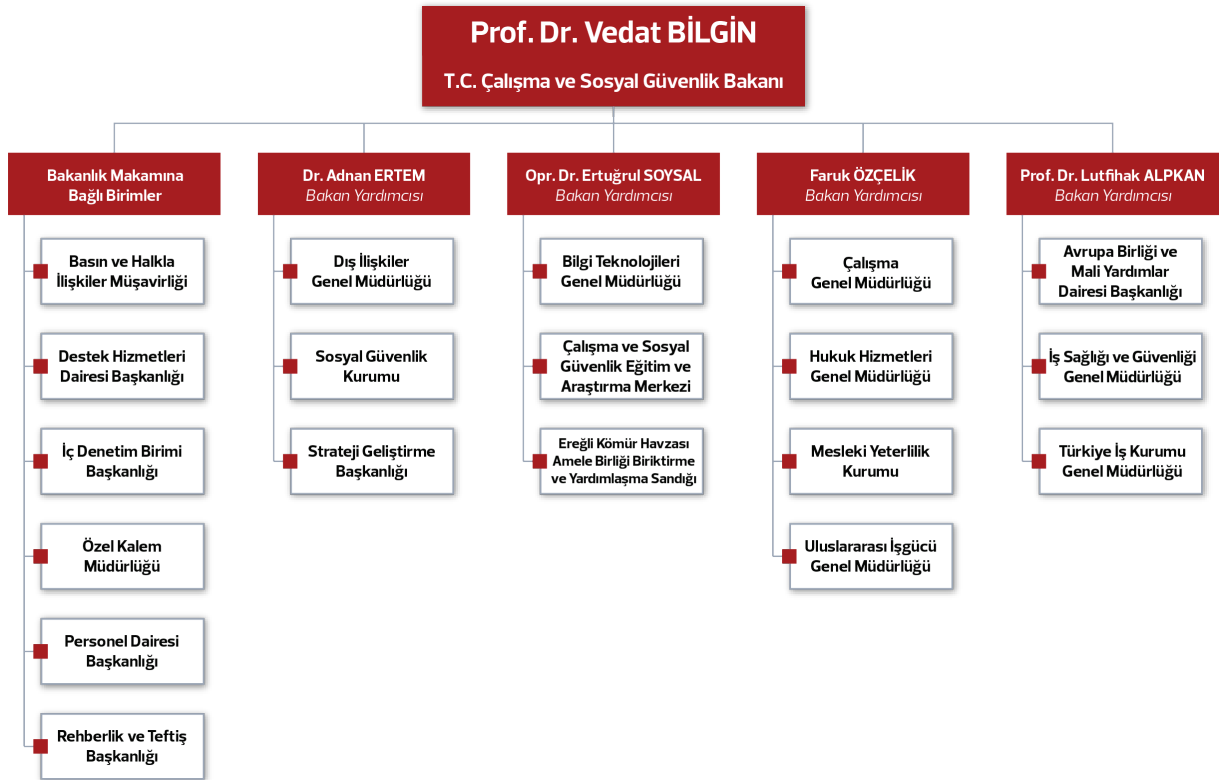 Prof. Dr. Vedat BİLGİN
T.C. Çalışma ve Sosyal Güvenlik Bakanı
Bakanlık Makamına
Bağlı Birimler
Basın ve Halkla
İlişkiler Müşavirliği
Destek Hizmetleri
Dairesi Başkanlığı
İç Denetim Birimi
Başkanlığı
Özel Kalem
Müdürlüğü
Personel Dairesi
Başkanlığı
Rehberlik ve Teftiş
Başkanlığı
Dr. Adnan ERTEM
Bakan Yardımcısı
Dış İlişkiler
Genel Müdürlüğü
Sosyal Güvenlik
Kurumu
Strateji Geliştirme
Başkanlığı
Opr. Dr. Ertuğrul SOYSAL
Bakan Yardımcısı
Bilgi Teknolojileri
Genel Müdürlüğü
Çalışma ve Sosyal
Güvenlik Eğitim ve
Araştırma Merkezi
Ereğli Kömür Havzası
Amele Birliği Biriktirme
ve Yardımlaşma Sandığı
Faruk ÖZÇELİK
Bakan Yardımcısı
Çalışma
Genel Müdürlüğü
Hukuk Hizmetleri
Genel Müdürlüğü
Mesleki Yeterlilik
Kurumu
Uluslararası İşgücü
Genel Müdürlüğü
Prof. Dr. Lutfihak ALPKAN
Bakan Yardımcısı
Avrupa Birliği ve
Mali Yardımlar
Dairesi Başkanlığı
İş Sağlığı ve Güvenliği
Genel Müdürlüğü
Türkiye İş Kurumu
Genel Müdürlüğü